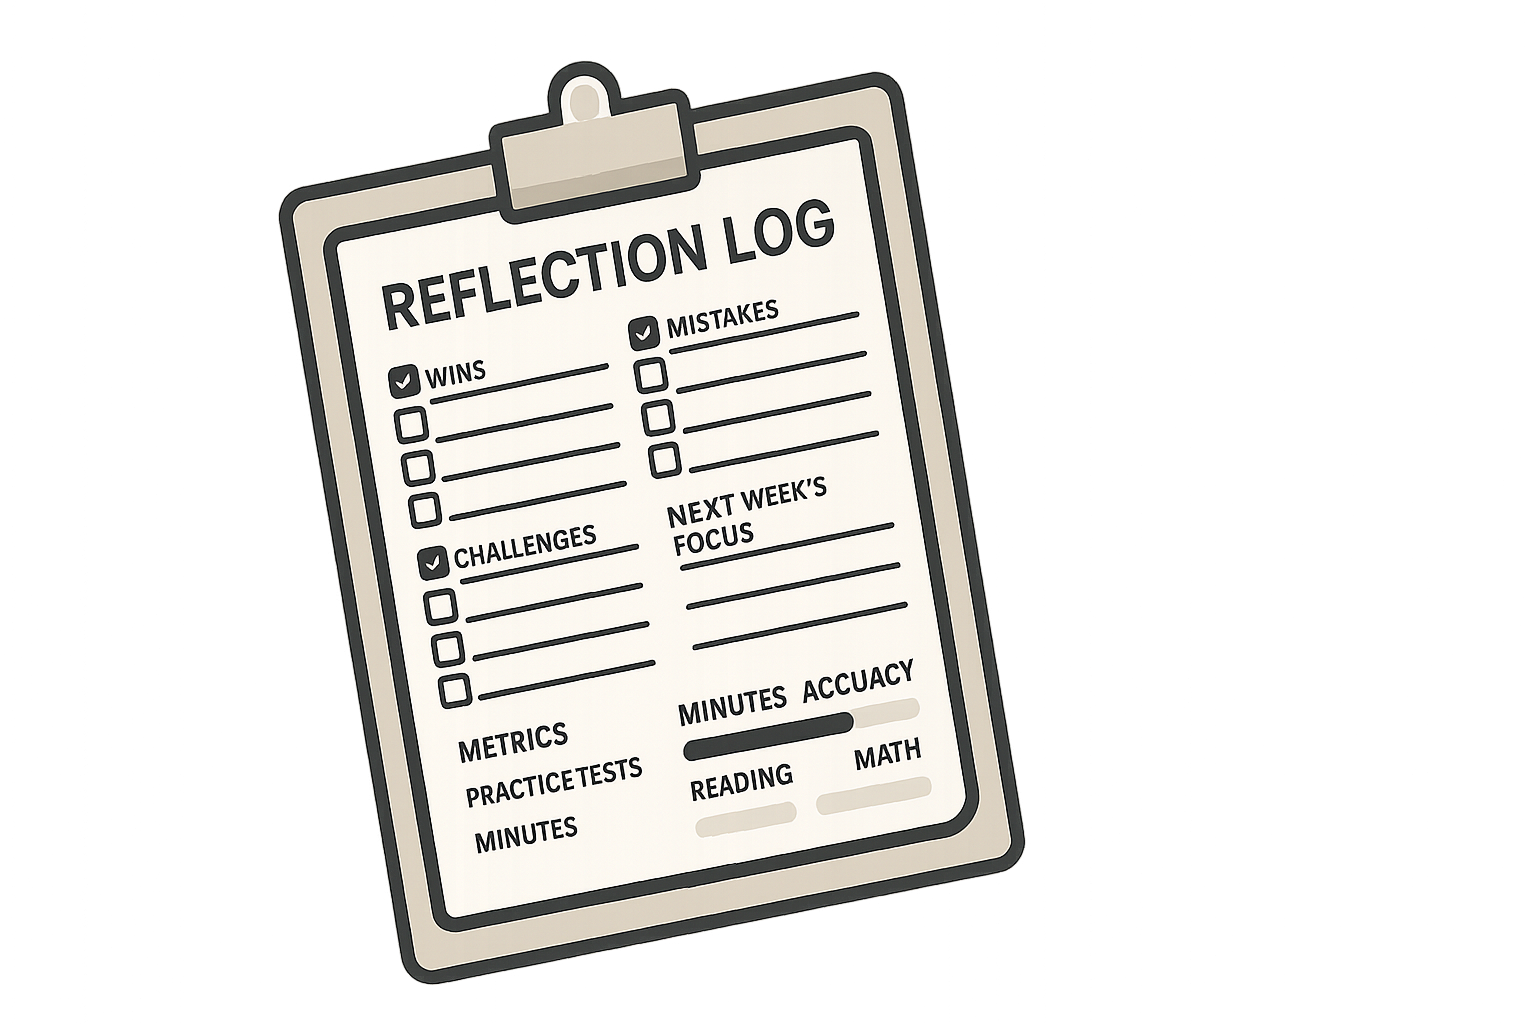 REFLECTION LOG
WINS
CHALLENGES
MISTAKES
NEXT WEEK'S
FOCUS
METRICS
PRACTICE TESTS
MINUTES
MINUTES ACCUACY
READING MATH